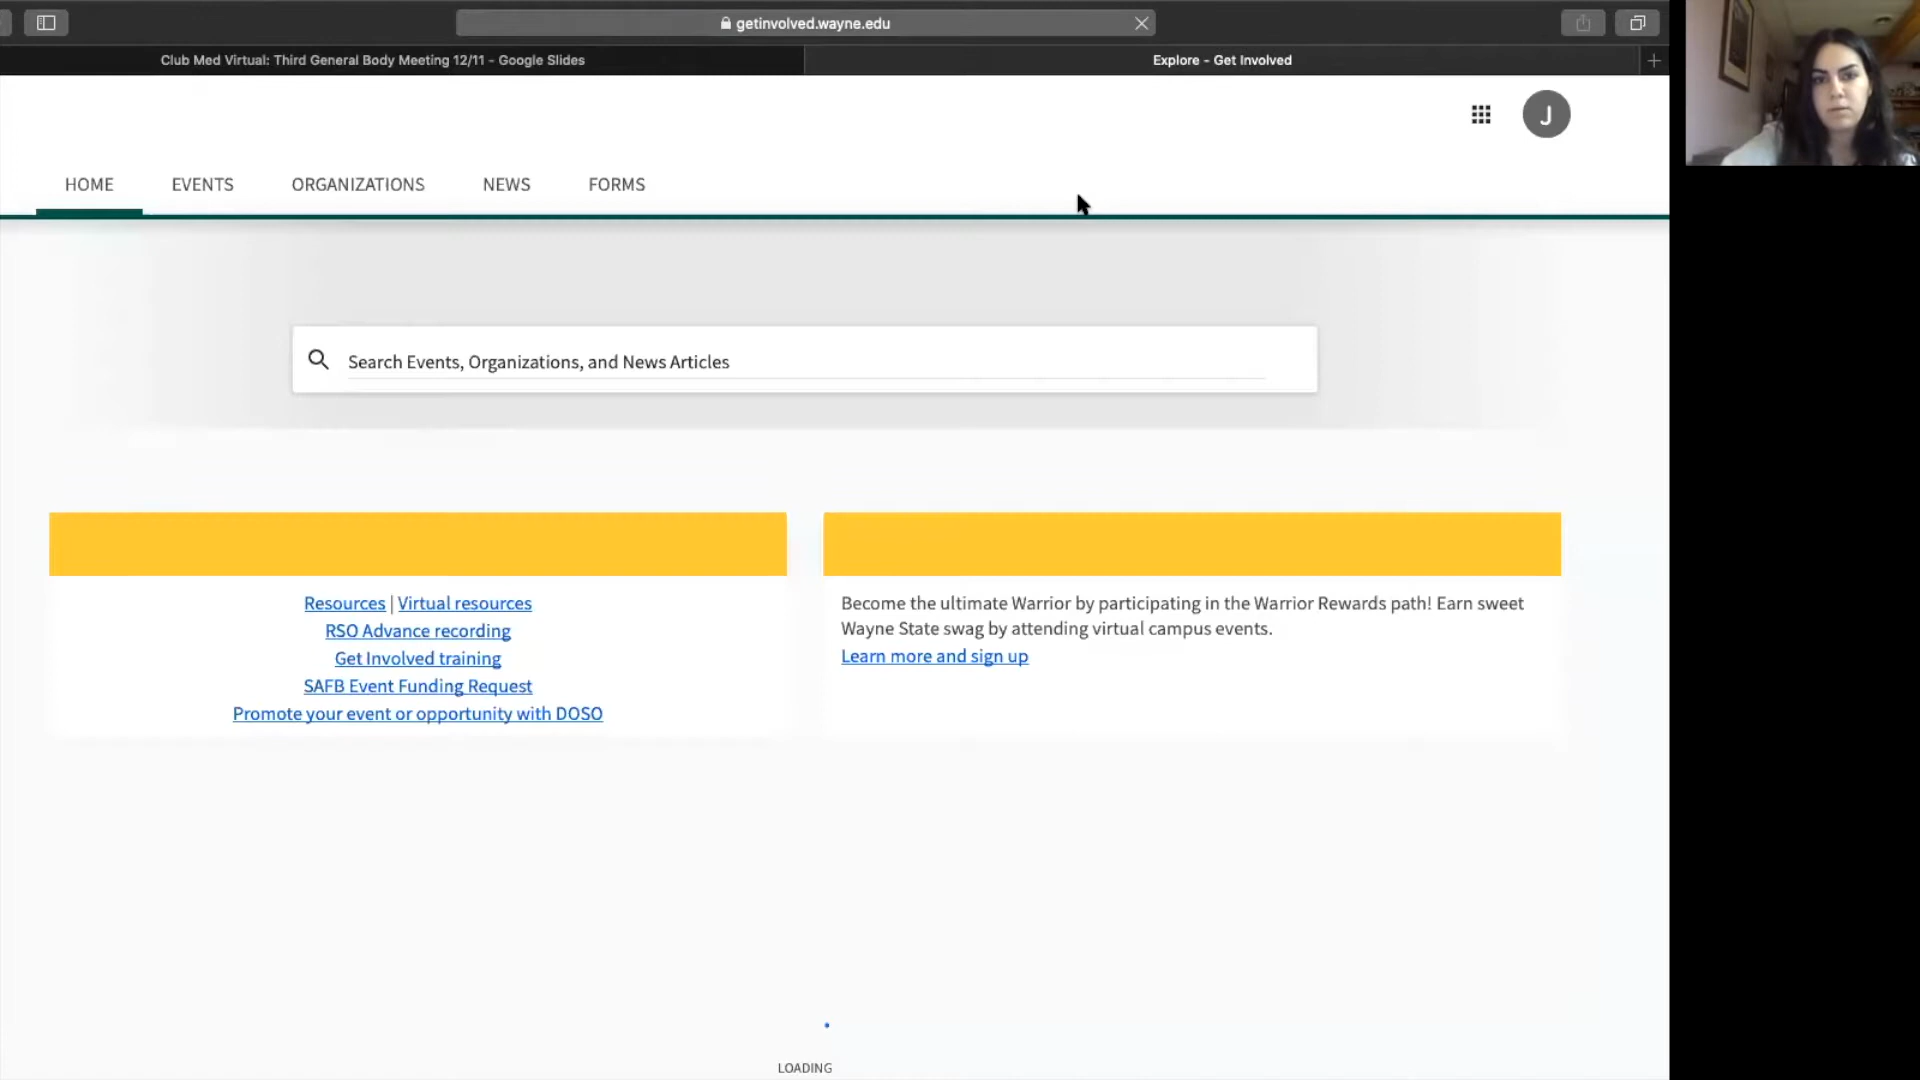 getinvolved.wayne.edu
Club Med Virtual: Third General Body Meeting 12/11 - Google Slides
Explore - Get Involved
J
HOME
EVENTS
ORGANIZATIONS
NEWS
FORMS
Search Events, Organizations, and News Articles
Resources | Virtual resources
RSO Advance recording
Get Involved training
SAFB Event Funding Request
Promote your event or opportunity with DOSO
Become the ultimate Warrior by participating in the Warrior Rewards path! Earn sweet
Wayne State swag by attending virtual campus events.
Learn more and sign up
LOADING